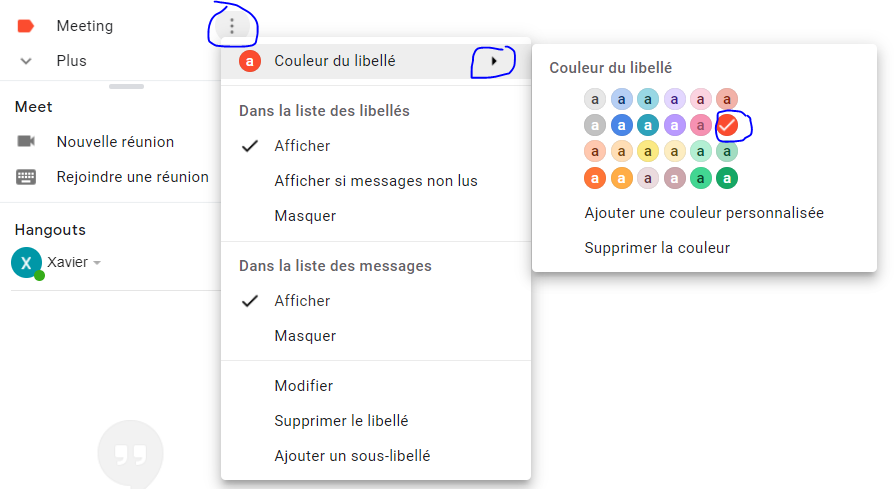 Meeting
Plus
Meet
Nouvelle réunion
Rejoindre une réunion
Hangouts
X Xavier
a Couleur du libellé
Dans la liste des libellés
Afficher
Afficher si messages non lus
Masquer
Dans la liste des messages
Afficher
Masquer
Modifier
Supprimer le libellé
Ajouter un sous-libellé
Couleur du libellé
a a a a a a
a a a a a
a a a a a a
a a a a a a
Ajouter une couleur personnalisée
Supprimer la couleur